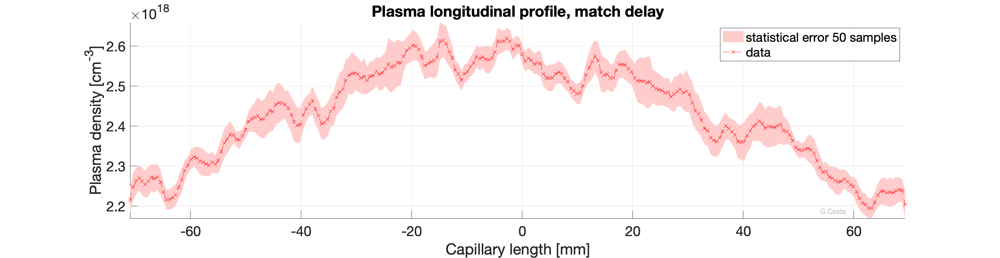 Plasma longitudinal profile, match delay
×10^18
Plasma density [cm^-3]
2.6
2.5
2.4
2.3
2.2
statistical error 50 samples
data
G.Costa
-60 -40 -20 0 20 40 60
Capillary length [mm]